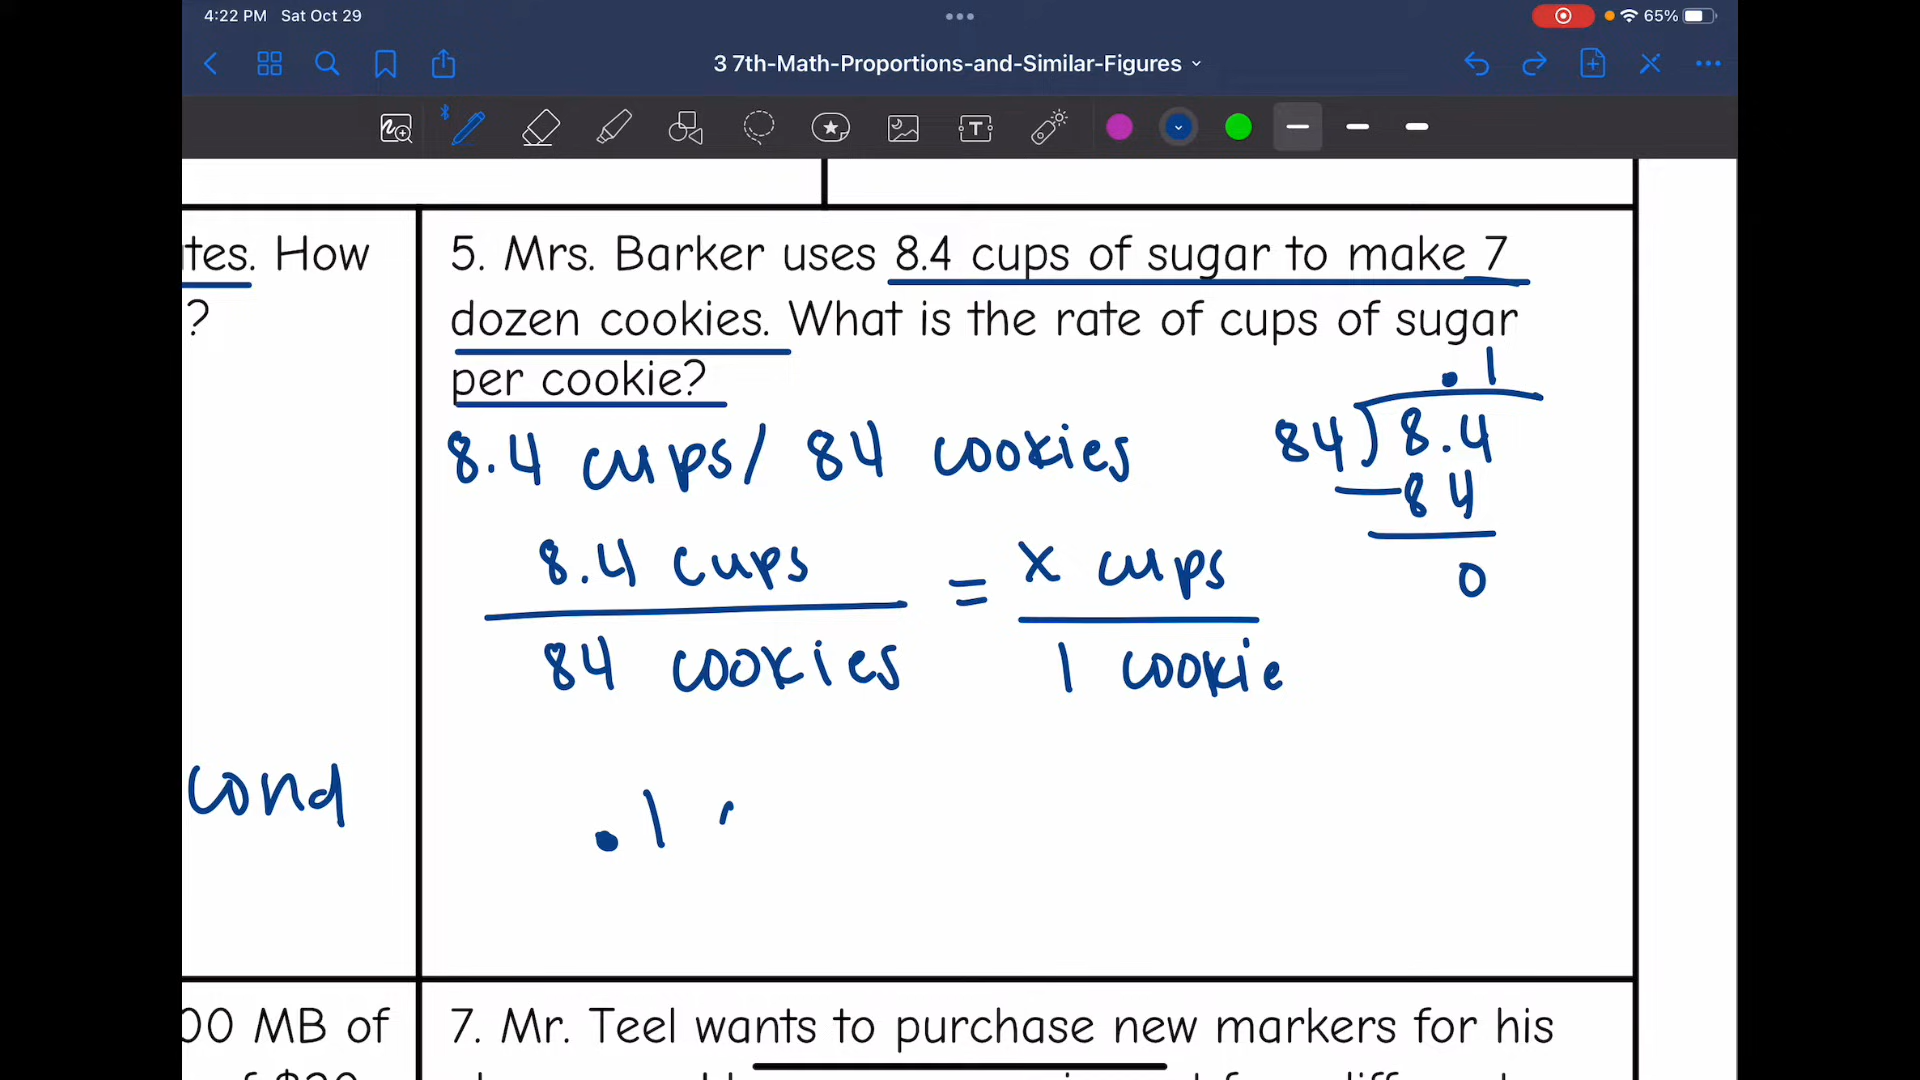 4:22 PM Sat Oct 29
65%
3 7th-Math-Proportions-and-Similar-Figures
T
tes. How
?
cond
5. Mrs. Barker uses 8.4 cups of sugar to make 7
dozen cookies. What is the rate of cups of sugar
per cookie?
8.4 cups/ 84 cookies
8.4 cups = x cups
84 cookies 1 cookie
.1
84)8.4
-84
0
.1
00 MB of
7. Mr. Teel wants to purchase new markers for his